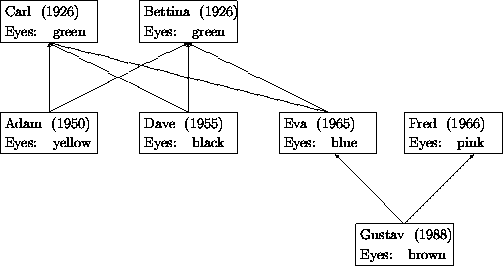 Carl (1926)
Eyes: green
Bettina (1926)
Eyes: green
Adam (1950)
Eyes: yellow
Dave (1955)
Eyes: black
Eva (1965)
Eyes: blue
Fred (1966)
Eyes: pink
Gustav (1988)
Eyes: brown